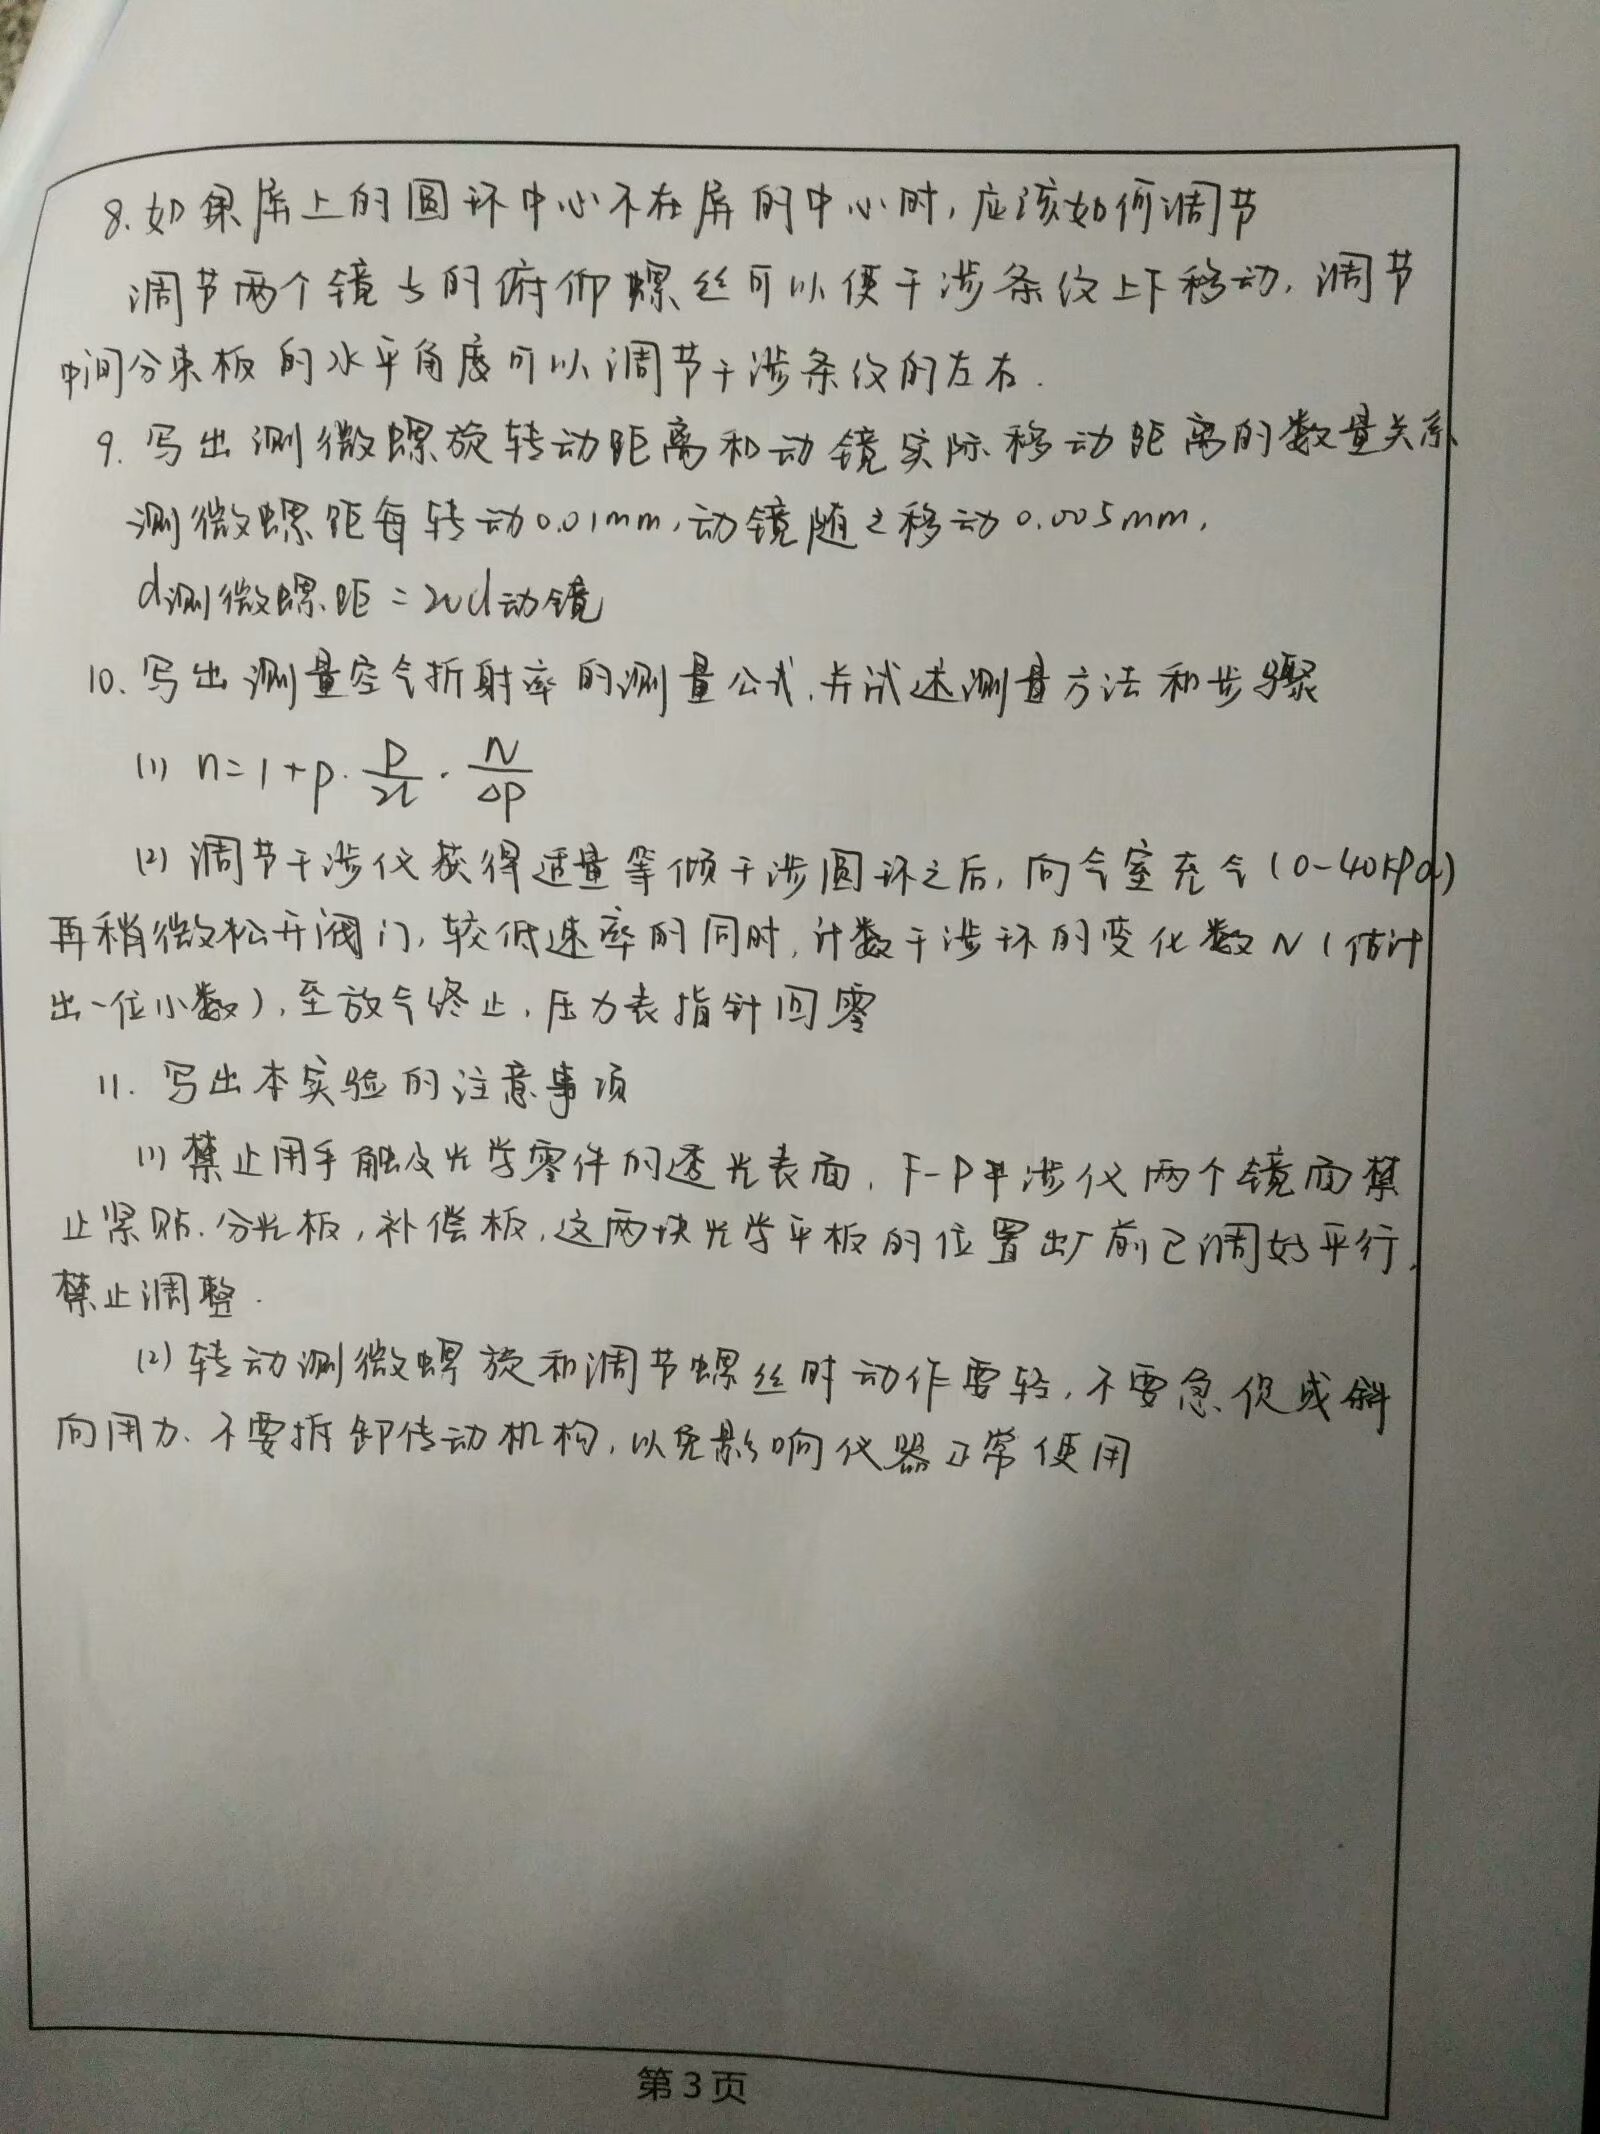 8.如果屏上的圆环中心不在屏的中心时,应该如何调节
调节两个镜片的俯仰螺丝可以使干涉条纹上下移动,调节
中间分束板的水平角度可以调节干涉条纹的左右.
9.写出测微螺旋转动距离和动镜实际移动距离的数量关系
测微螺距每转动0.01mm,动镜随之移动0.005mm,
d测微螺距=2d动镜
10.写出测量空气折射率的测量公式,并试述测量方法和步骤
(1) n=1+p·P/2L·N/ΔP
(2)调节干涉仪获得适量等倾干涉圆环之后,向气室充气(0-40kPa)
再稍微松开阀门,较低速率的同时,计数干涉环的变化数N(估计
出一位小数),至放气终止,压力表指针回零
11.写出本实验的注意事项
(1)禁止用手触及光学零件的透光表面,F-P干涉仪两个镜面禁
止紧贴.分光板,补偿板,这两块光学平板的位置出厂前已调好平行,
禁止调整.
(2)转动测微螺旋和调节螺丝时动作要轻,不要急促或斜
向用力、不要拆卸传动机构,以免影响仪器正常使用
第3页